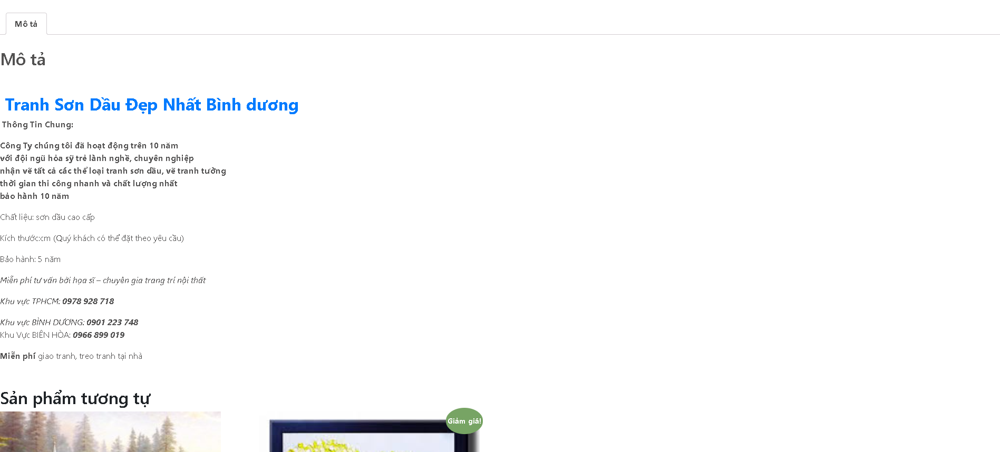 Mô tả
Mô tả
Tranh Sơn Dầu Đẹp Nhất Bình dương
Thông Tin Chung:
Công Ty chúng tôi đã hoạt động trên 10 năm
với đội ngũ hỏa sỹ trẻ lành nghề, chuyên nghiệp
nhận vẽ tất cả các thể loại tranh sơn dầu, vẽ tranh tường
thời gian thi công nhanh và chất lượng nhất
bảo hành 10 năm
Chất liệu: sơn dầu cao cấp
Kích thước:cm (Quý khách có thể đặt theo yêu cầu)
Bảo hành: 5 năm
Miễn phí tư vấn bởi họa sĩ – chuyên gia trang trí nội thất
Khu vực TPHCM: 0978 928 718
Khu vực BÌNH DƯƠNG: 0901 223 748
Khu Vực BIÊN HÒA: 0966 899 019
Miễn phí giao tranh, treo tranh tại nhà
Sản phẩm tương tự
Giảm giá!